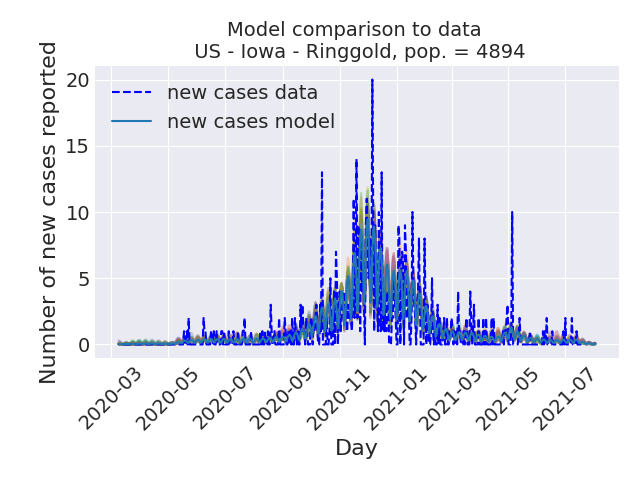 Model comparison to data
US - Iowa - Ringgold, pop. = 4894
Number of new cases reported
20
15
10
5
0
new cases data
new cases model
2020-03
2020-05
2020-07
2020-09
2020-11
2021-01
2021-03
2021-05
2021-07
Day